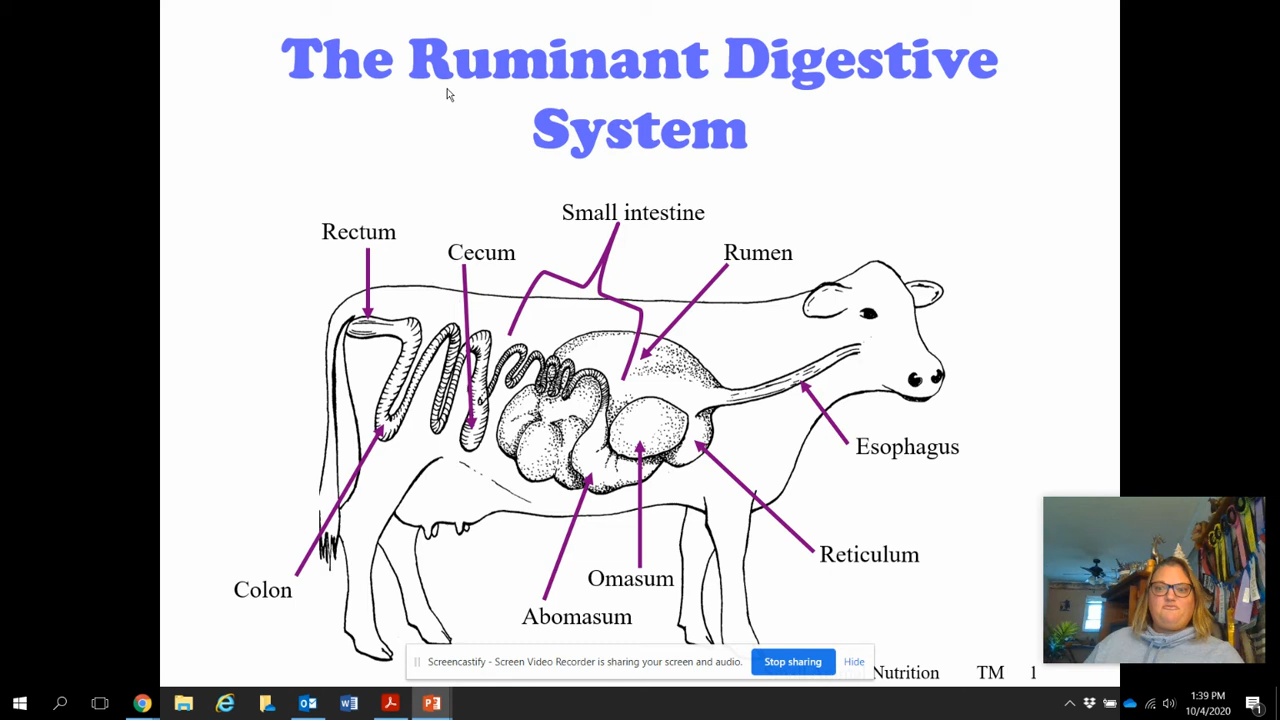 The Ruminant Digestive
System
Small intestine
Rectum
Cecum
Rumen
Esophagus
Reticulum
Omasum
Colon
Abomasum
Screencastify - Screen Video Recorder is sharing your screen and audio.
Stop sharing
Hide
Nutrition
TM
1
1:39 PM
10/4/2020
1